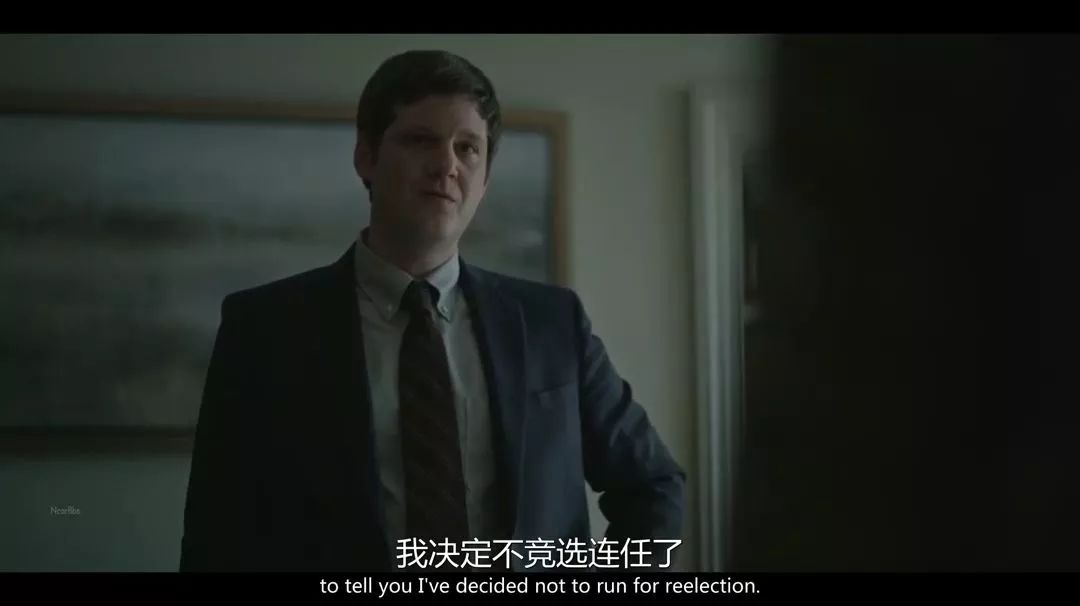 我决定不竞选连任了
to tell you I've decided not to run for reelection.